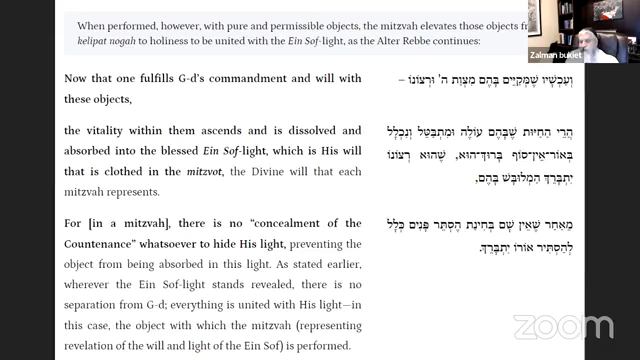 When performed, however, with pure and permissible objects, the mitzvah elevates those objects
kelipat nogah to holiness to be united with the Ein Sof-light, as the Alter Rebbe continues:
Zalman bukiet
Now that one fulfills G-d’s commandment and will with
these objects,
וְעַכְשָׁיו שֶׁמְּקַיֵּים בָּהֶם מִצְוַת ה' וּרְצוֹנוֹ –
the vitality within them ascends and is dissolved and
absorbed into the blessed Ein Sof-light, which is His will
that is clothed in the mitzvot, the Divine will that each
mitzvah represents.
הֲרֵי הַחַיּוּת שֶׁבָּהֶם עוֹלֶה וּמִתְבַּטֵּל וְנִכְלָל
בְּאוֹר־אֵין־סוֹף בָּרוּךְ־הוּא, שֶׁהוּא רְצוֹנוֹ
יִתְבָּרֵךְ הַמְלוּבָּשׁ בָּהֶם,
For [in a mitzvah], there is no “concealment of the
Countenance” whatsoever to hide His light, preventing the
object from being absorbed in this light. As stated earlier,
wherever the Ein Sof-light stands revealed, there is no
separation from G-d; everything is united with His light—in
this case, the object with which the mitzvah (representing
revelation of the will and light of the Ein Sof) is performed.
מֵאַחַר שֶׁאֵין שָׁם בְּחִינַת הֶסְתֵּר פָּנִים כְּלָל
לְהַסְתִּיר אוֹרוֹ יִתְבָּרֵךְ.
zoom